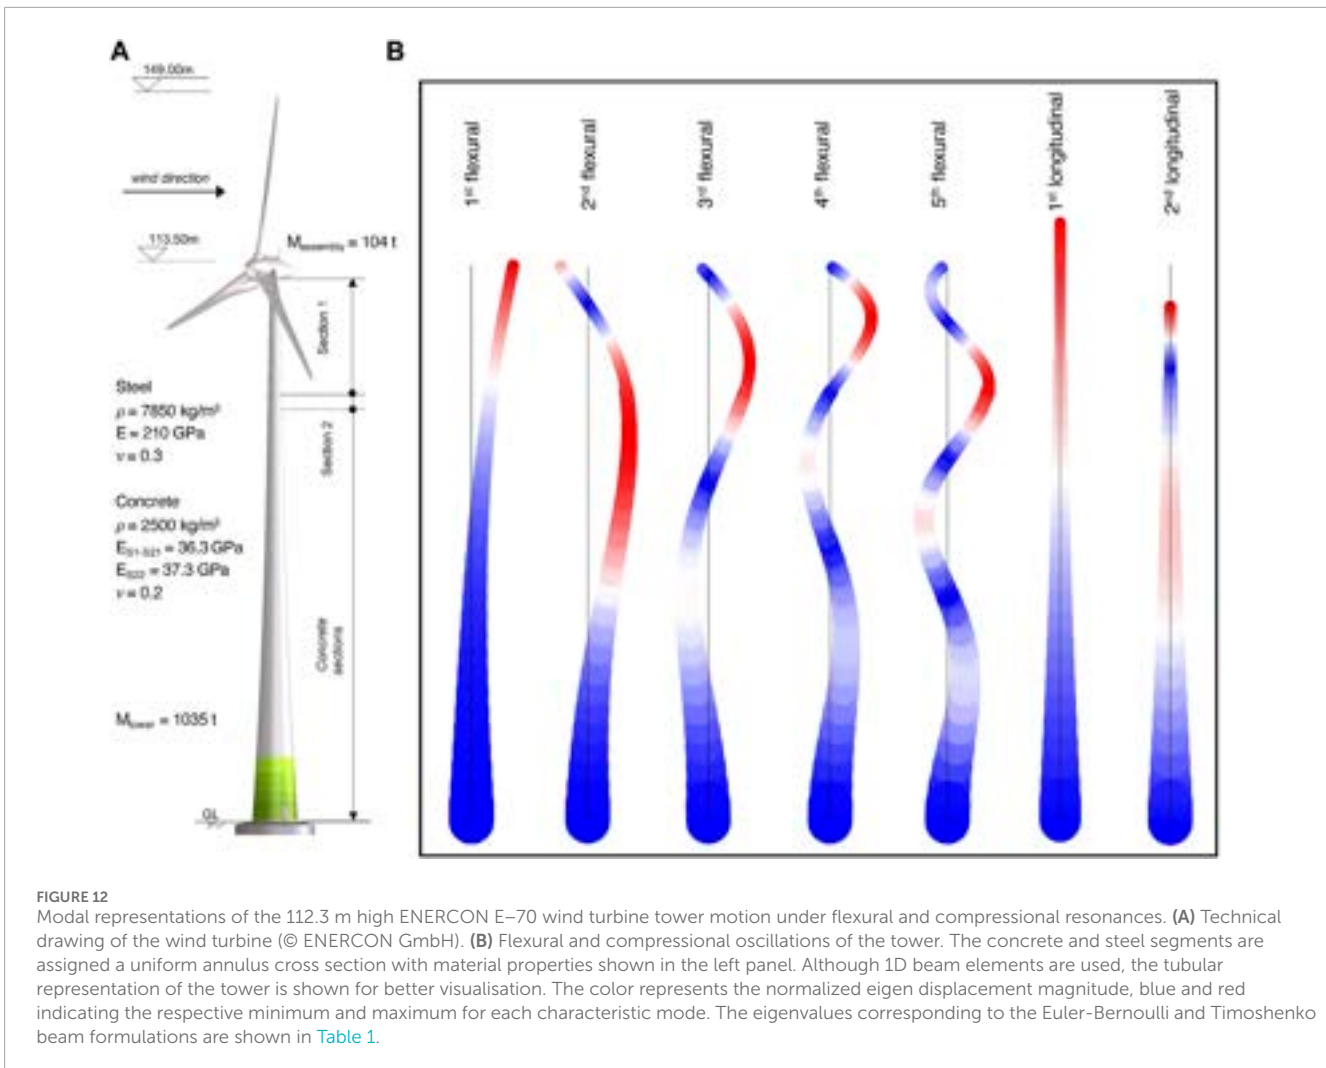 A
B
149.00m
wind direction
113.50m
Massembly = 104 t
Section 1
Section 2
Steel
ρ = 7850 kg/m³
E = 210 GPa
ν = 0.3
Concrete
ρ = 2500 kg/m³
ES1-S21 = 36.3 GPa
ES22 = 37.3 GPa
ν = 0.2
Concrete
sections
Mtower = 1035 t
GL
1st flexural
2nd flexural
3rd flexural
4th flexural
5th flexural
1st longitudinal
2nd longitudinal
FIGURE 12
Modal representations of the 112.3 m high ENERCON E–70 wind turbine tower motion under flexural and compressional resonances. (A) Technical
drawing of the wind turbine (© ENERCON GmbH). (B) Flexural and compressional oscillations of the tower. The concrete and steel segments are
assigned a uniform annulus cross section with material properties shown in the left panel. Although 1D beam elements are used, the tubular
representation of the tower is shown for better visualisation. The color represents the normalized eigen displacement magnitude, blue and red
indicating the respective minimum and maximum for each characteristic mode. The eigenvalues corresponding to the Euler-Bernoulli and Timoshenko
beam formulations are shown in Table 1.